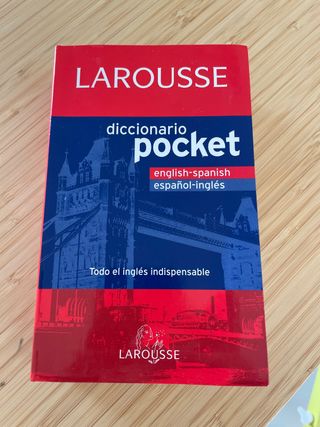 LAROUSSE
diccionario
pocket
english-spanish
español-inglés
Todo el inglés indispensable
LAROUSSE